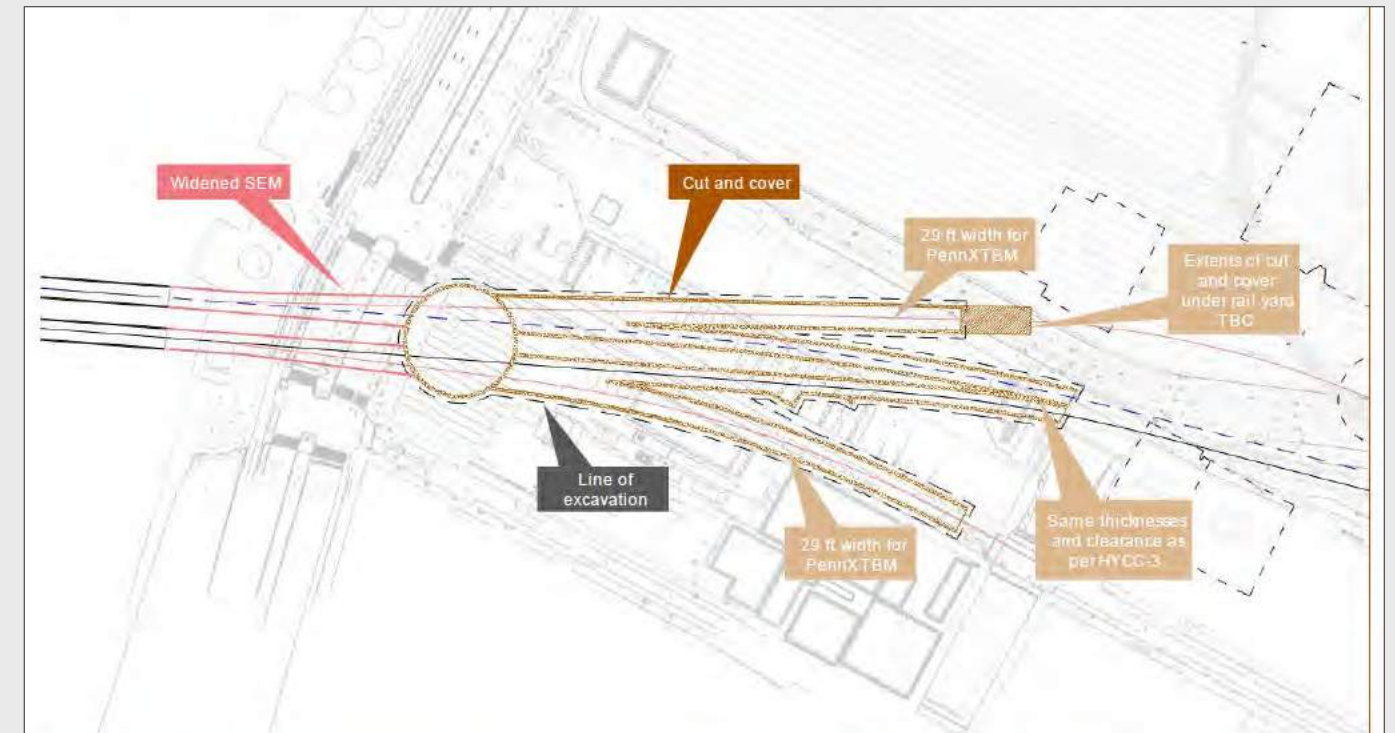 Widened SEM
Cut and cover
29 ft width for
PennXTBM
Extents of cut
and cover
under rail yard
TBC
Line of
excavation
29 ft width for
PennXTBM
Same thicknesses
and clearance as
per HYCC-3